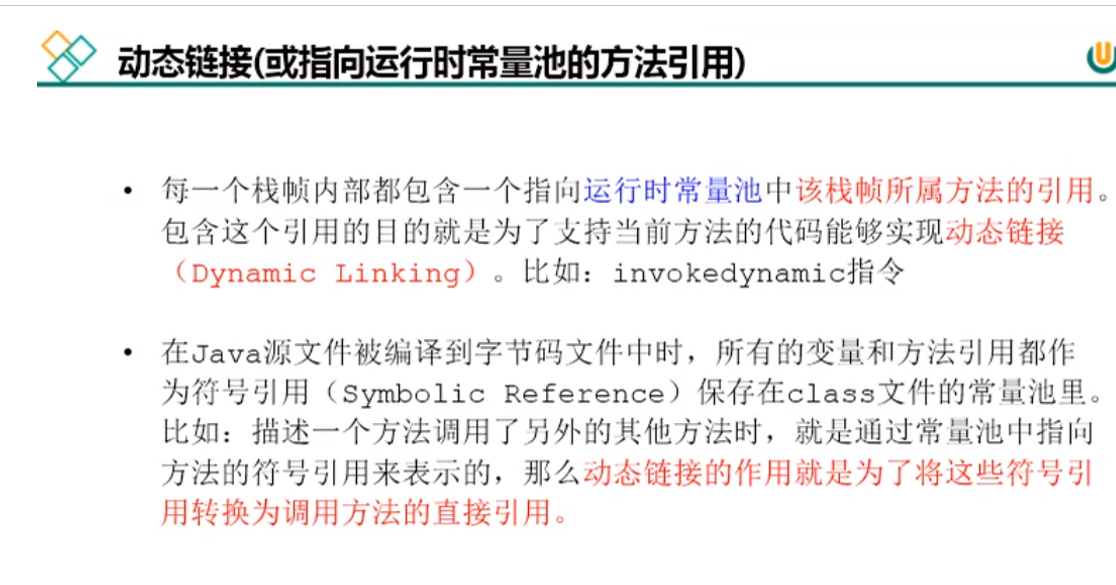 动态链接(或指向运行时常量池的方法引用)
• 每一个栈帧内部都包含一个指向运行时常量池中该栈帧所属方法的引用。
包含这个引用的目的就是为了支持当前方法的代码能够实现动态链接
（Dynamic Linking）。比如：invokedynamic指令
• 在Java源文件被编译到字节码文件中时，所有的变量和方法引用都作
为符号引用（Symbolic Reference）保存在class文件的常量池里。
比如：描述一个方法调用了另外的其他方法时，就是通过常量池中指向
方法的符号引用来表示的，那么动态链接的作用就是为了将这些符号引
用转换为调用方法的直接引用。